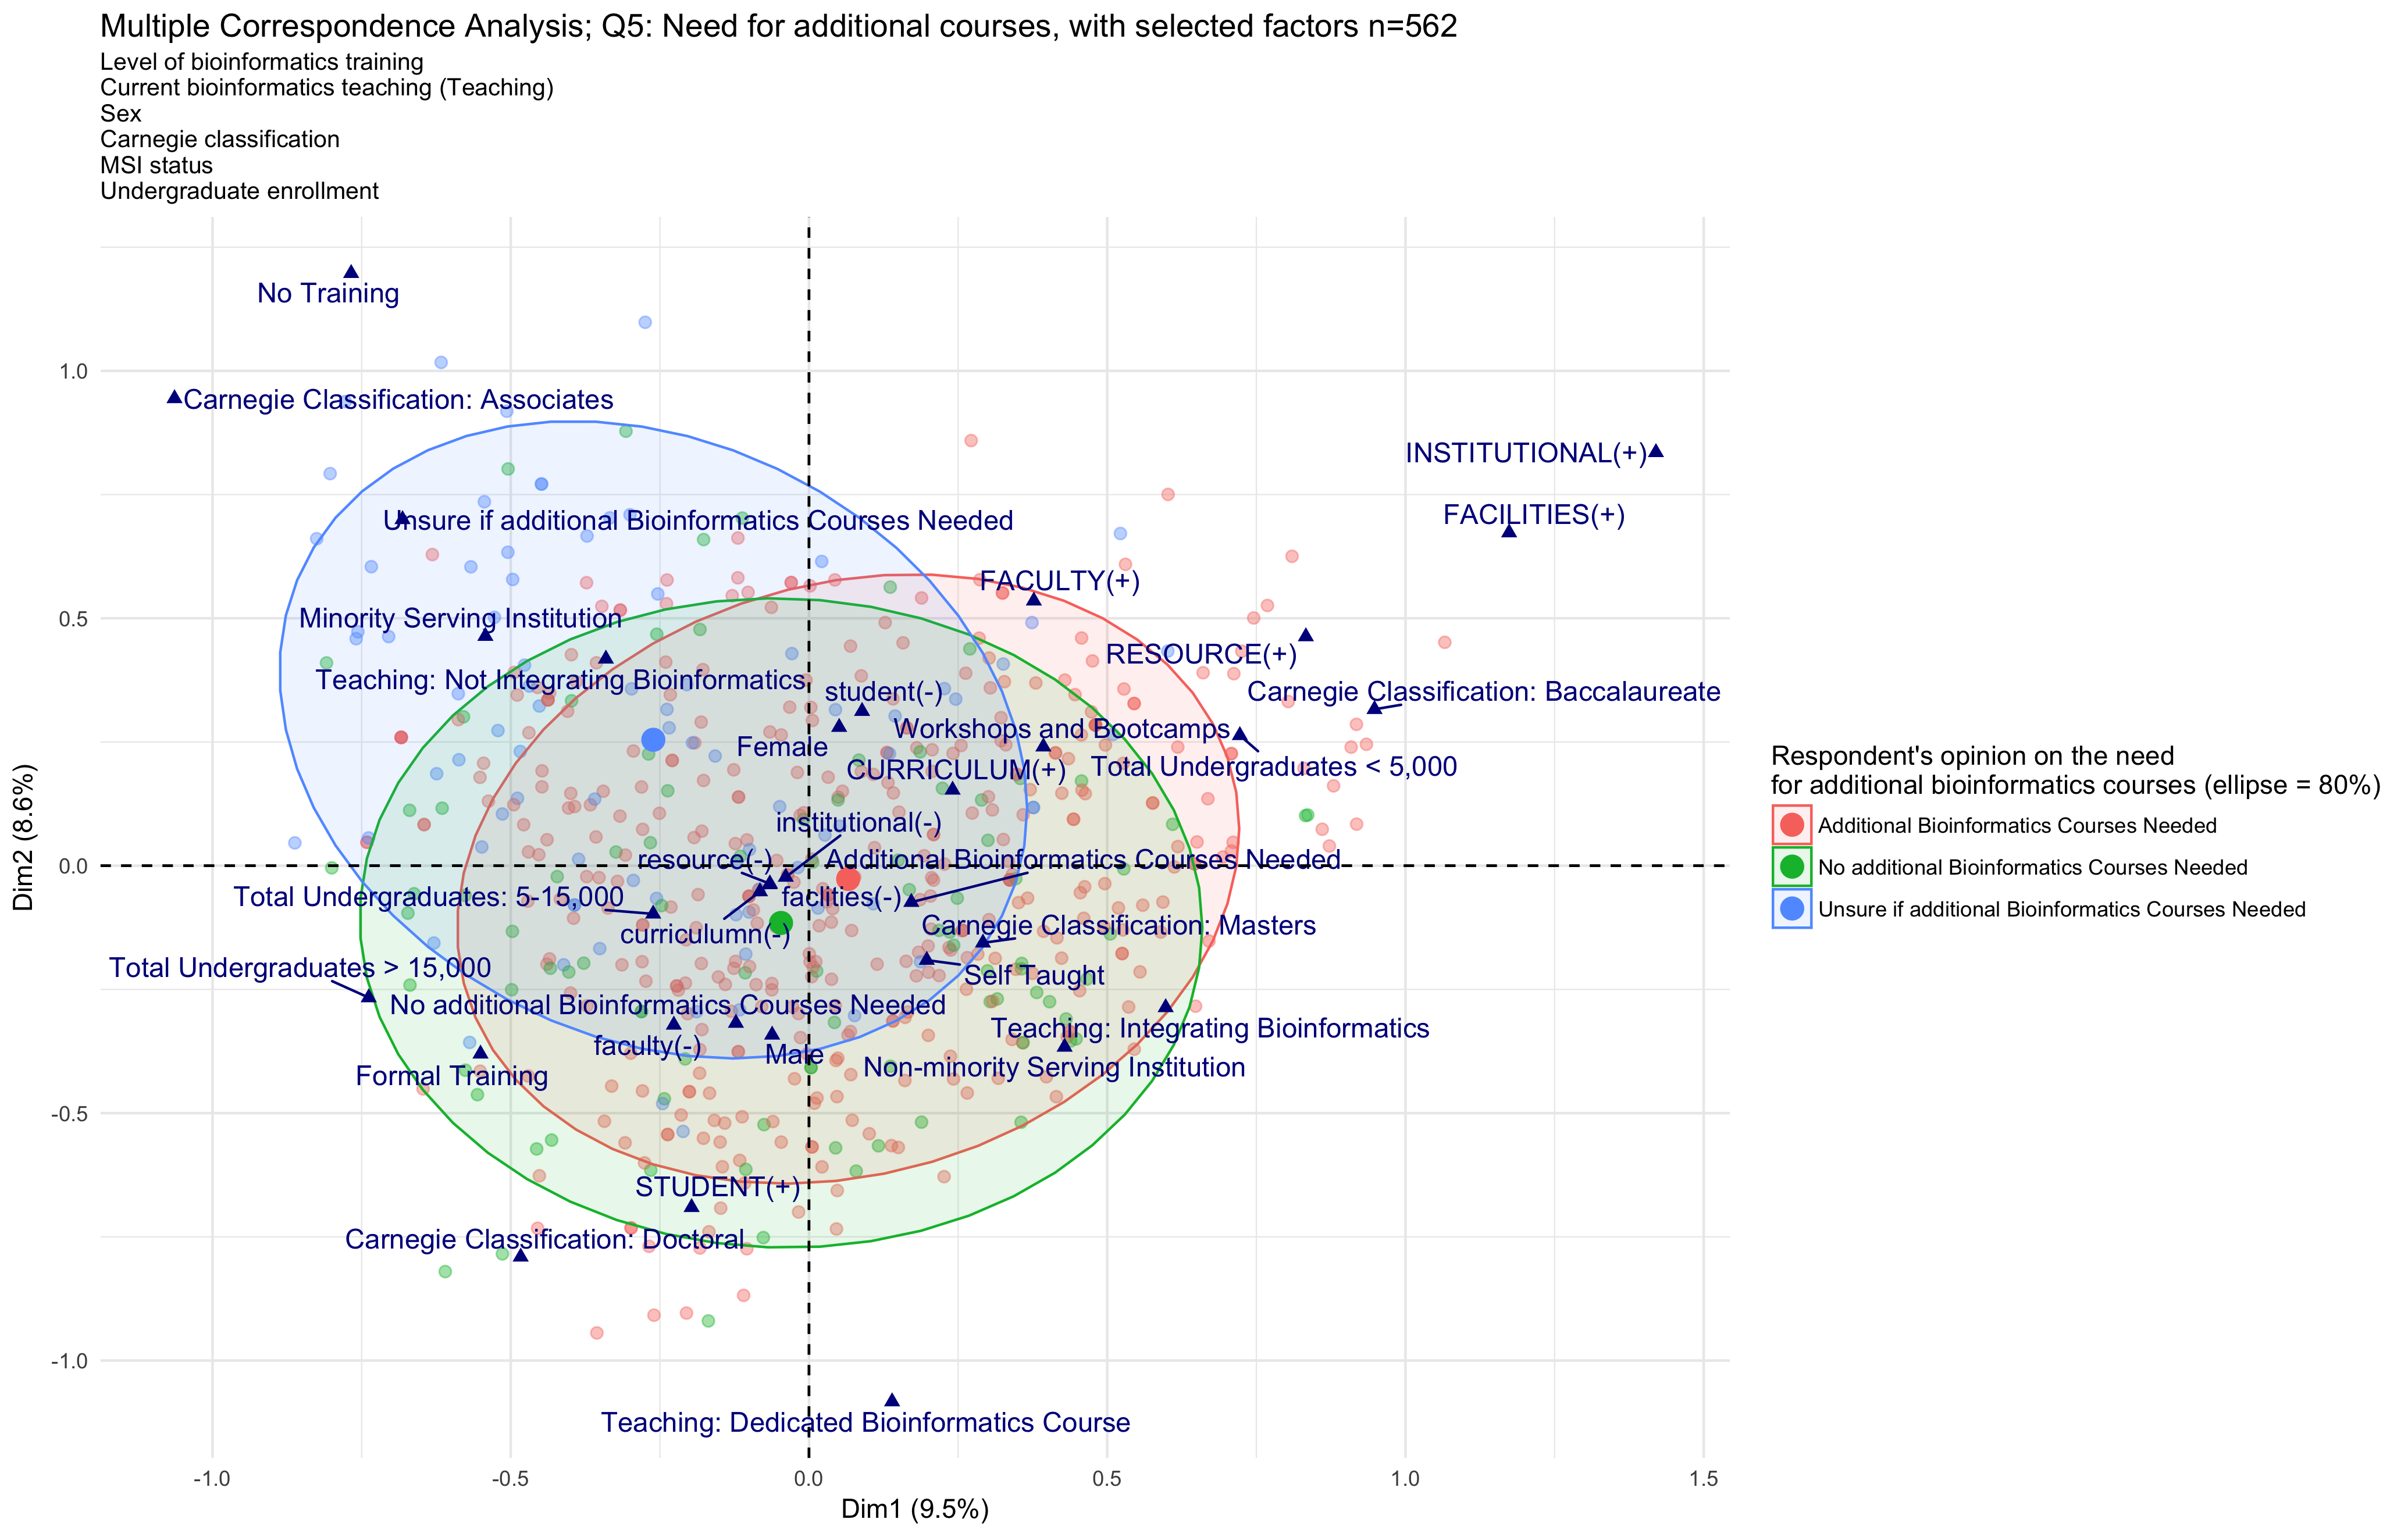 Multiple Correspondence Analysis; Q5: Need for additional courses, with selected factors n=562
Level of bioinformatics training
Current bioinformatics teaching (Teaching)
Sex
Carnegie classification
MSI status
Undergraduate enrollment
No Training
1.0
Carnegie Classification: Associates
INSTITUTIONAL(+)
FACILITIES(+)
Unsure if additional Bioinformatics Courses Needed
FACULTY(+)
0.5
Minority Serving Institution
RESOURCE(+)
Teaching: Not Integrating Bioinformatics
student(-)
Carnegie Classification: Baccalaureate
Workshops and Bootcamps
Female
Total Undergraduates < 5,000
CURRICULUM(+)
institutional(-)
resource(-)
Additional Bioinformatics Courses Needed
0.0
Total Undergraduates: 5-15,000
faclities(-)
Carnegie Classification: Masters
curriculumn(-)
Total Undergraduates > 15,000
Self Taught
No additional Bioinformatics Courses Needed
Teaching: Integrating Bioinformatics
faculty(-)
Male
Non-minority Serving Institution
Formal Training
-0.5
STUDENT(+)
Carnegie Classification: Doctoral
-1.0
Teaching: Dedicated Bioinformatics Course
-1.0
-0.5
0.0
0.5
1.0
1.5
Dim1 (9.5%)
Dim2 (8.6%)
Respondent's opinion on the need
for additional bioinformatics courses (ellipse = 80%)
Additional Bioinformatics Courses Needed
No additional Bioinformatics Courses Needed
Unsure if additional Bioinformatics Courses Needed